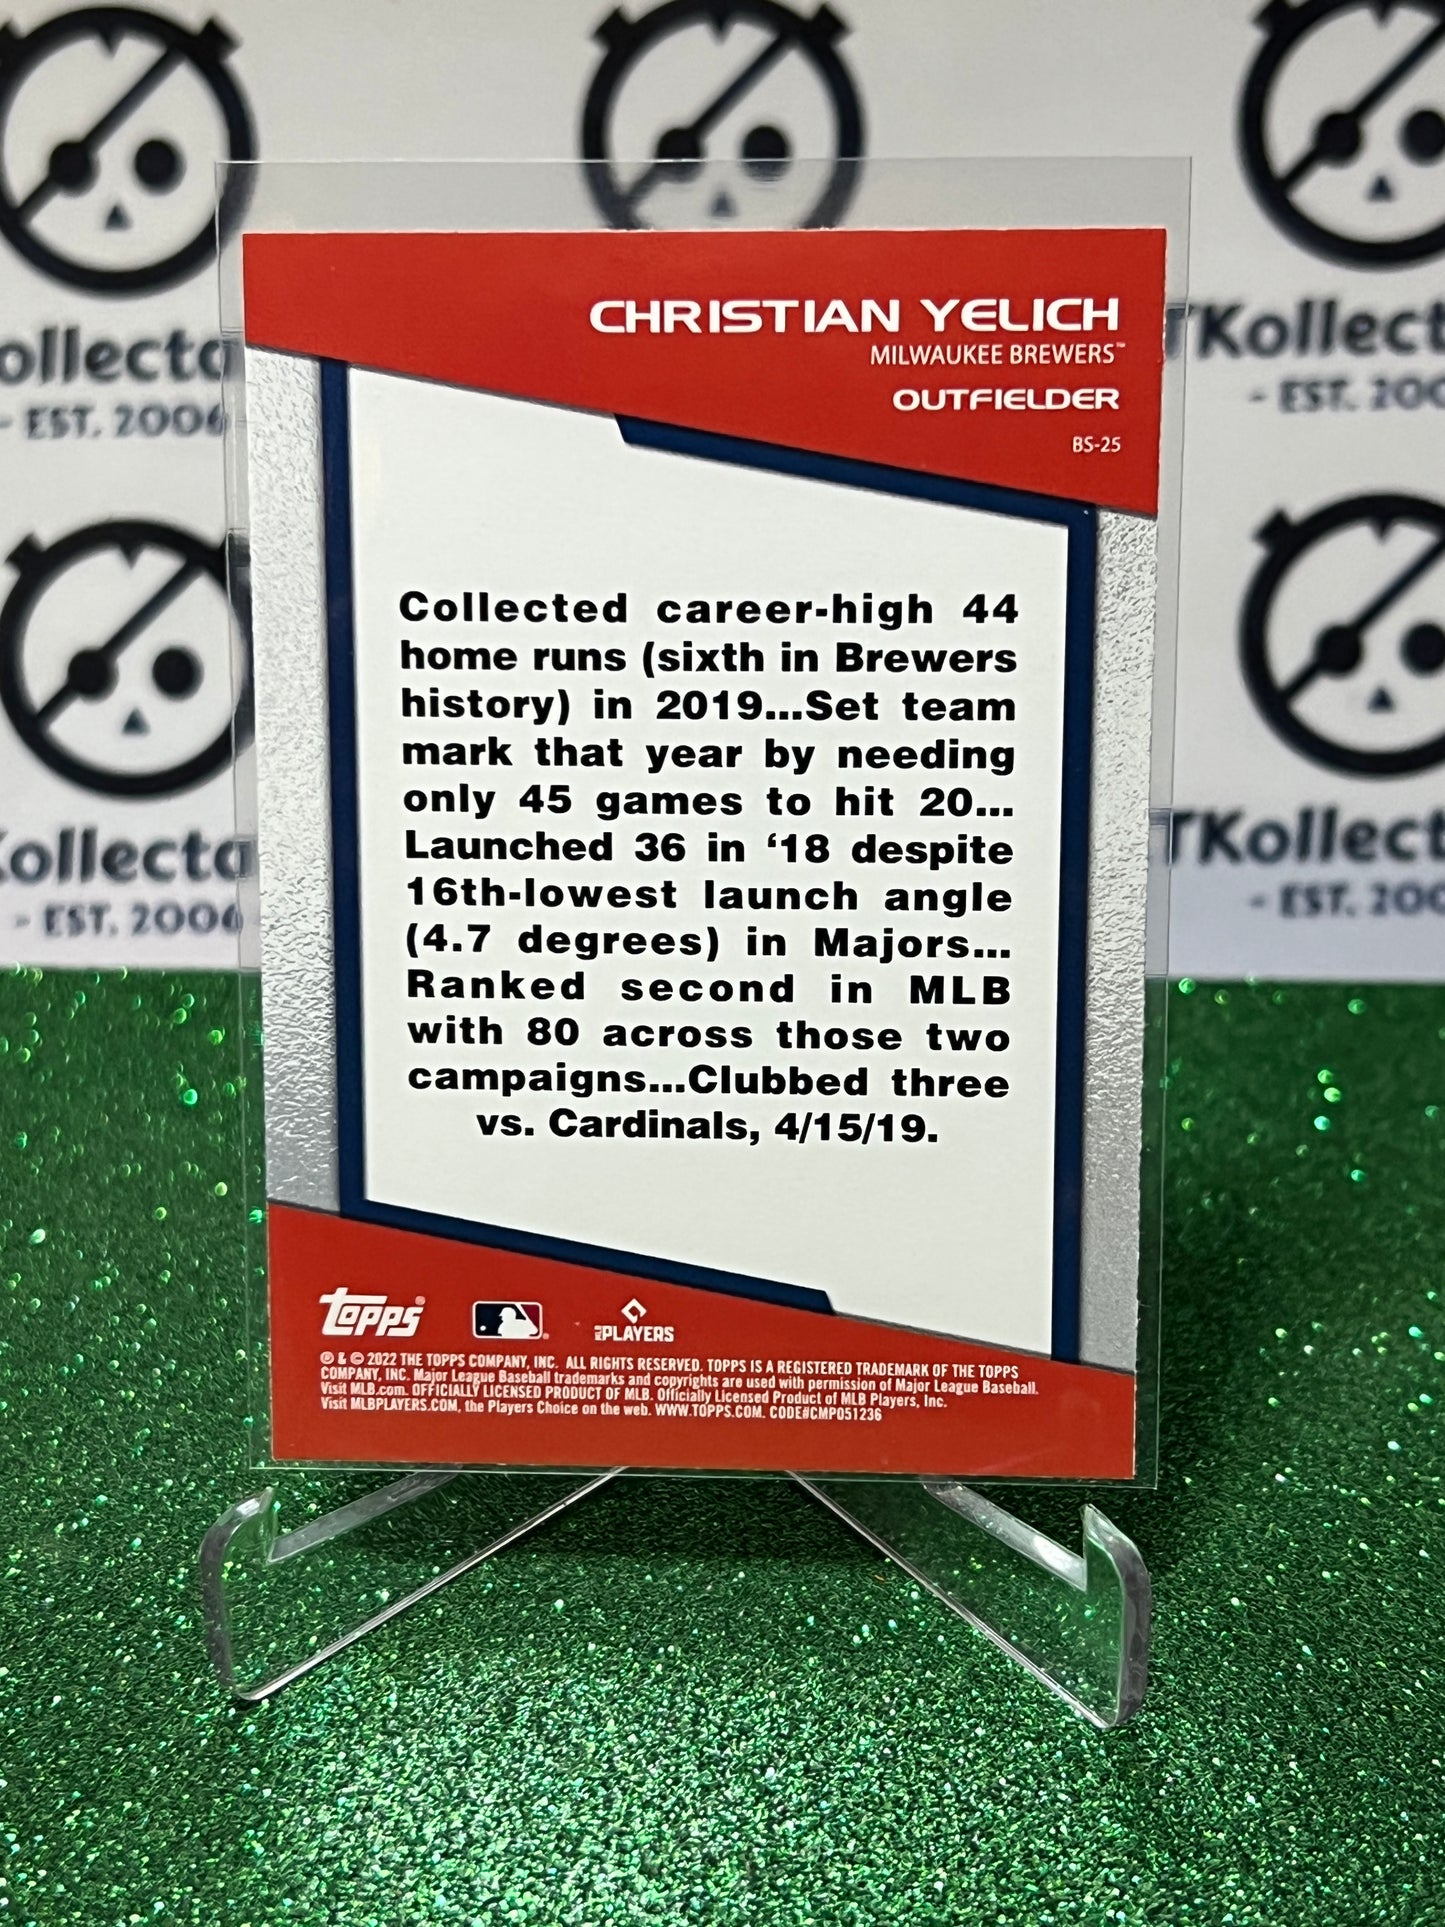 ollecto
- EST. 2006
TKollect
- EST. 200
CHRISTIAN YELICH
MILWAUKEE BREWERS™
OUTFIELDER
BS-25
Collected career-high 44
home runs (sixth in Brewers
history) in 2019...Set team
mark that year by needing
only 45 games to hit 20...
Launched 36 in ‘18 despite
16th-lowest launch angle
(4.7 degrees) in Majors...
Ranked second in MLB
with 80 across those two
campaigns...Clubbed three
vs. Cardinals, 4/15/19.
Kollecto
- EST. 2006
TKollect
- EST. 200
Topps®
MLB PLAYERS
® & © 2022 THE TOPPS COMPANY, INC. ALL RIGHTS RESERVED. TOPPS IS A REGISTERED TRADEMARK OF THE TOPPS
COMPANY, INC. Major League Baseball trademarks and copyrights are used with permission of Major League Baseball.
Visit MLB.com. OFFICIALLY LICENSED PRODUCT OF MLB. Officially Licensed Product of MLB Players, Inc.
Visit MLBPLAYERS.COM, the Players Choice on the web. WWW.TOPPS.COM. CODE#CMP051236